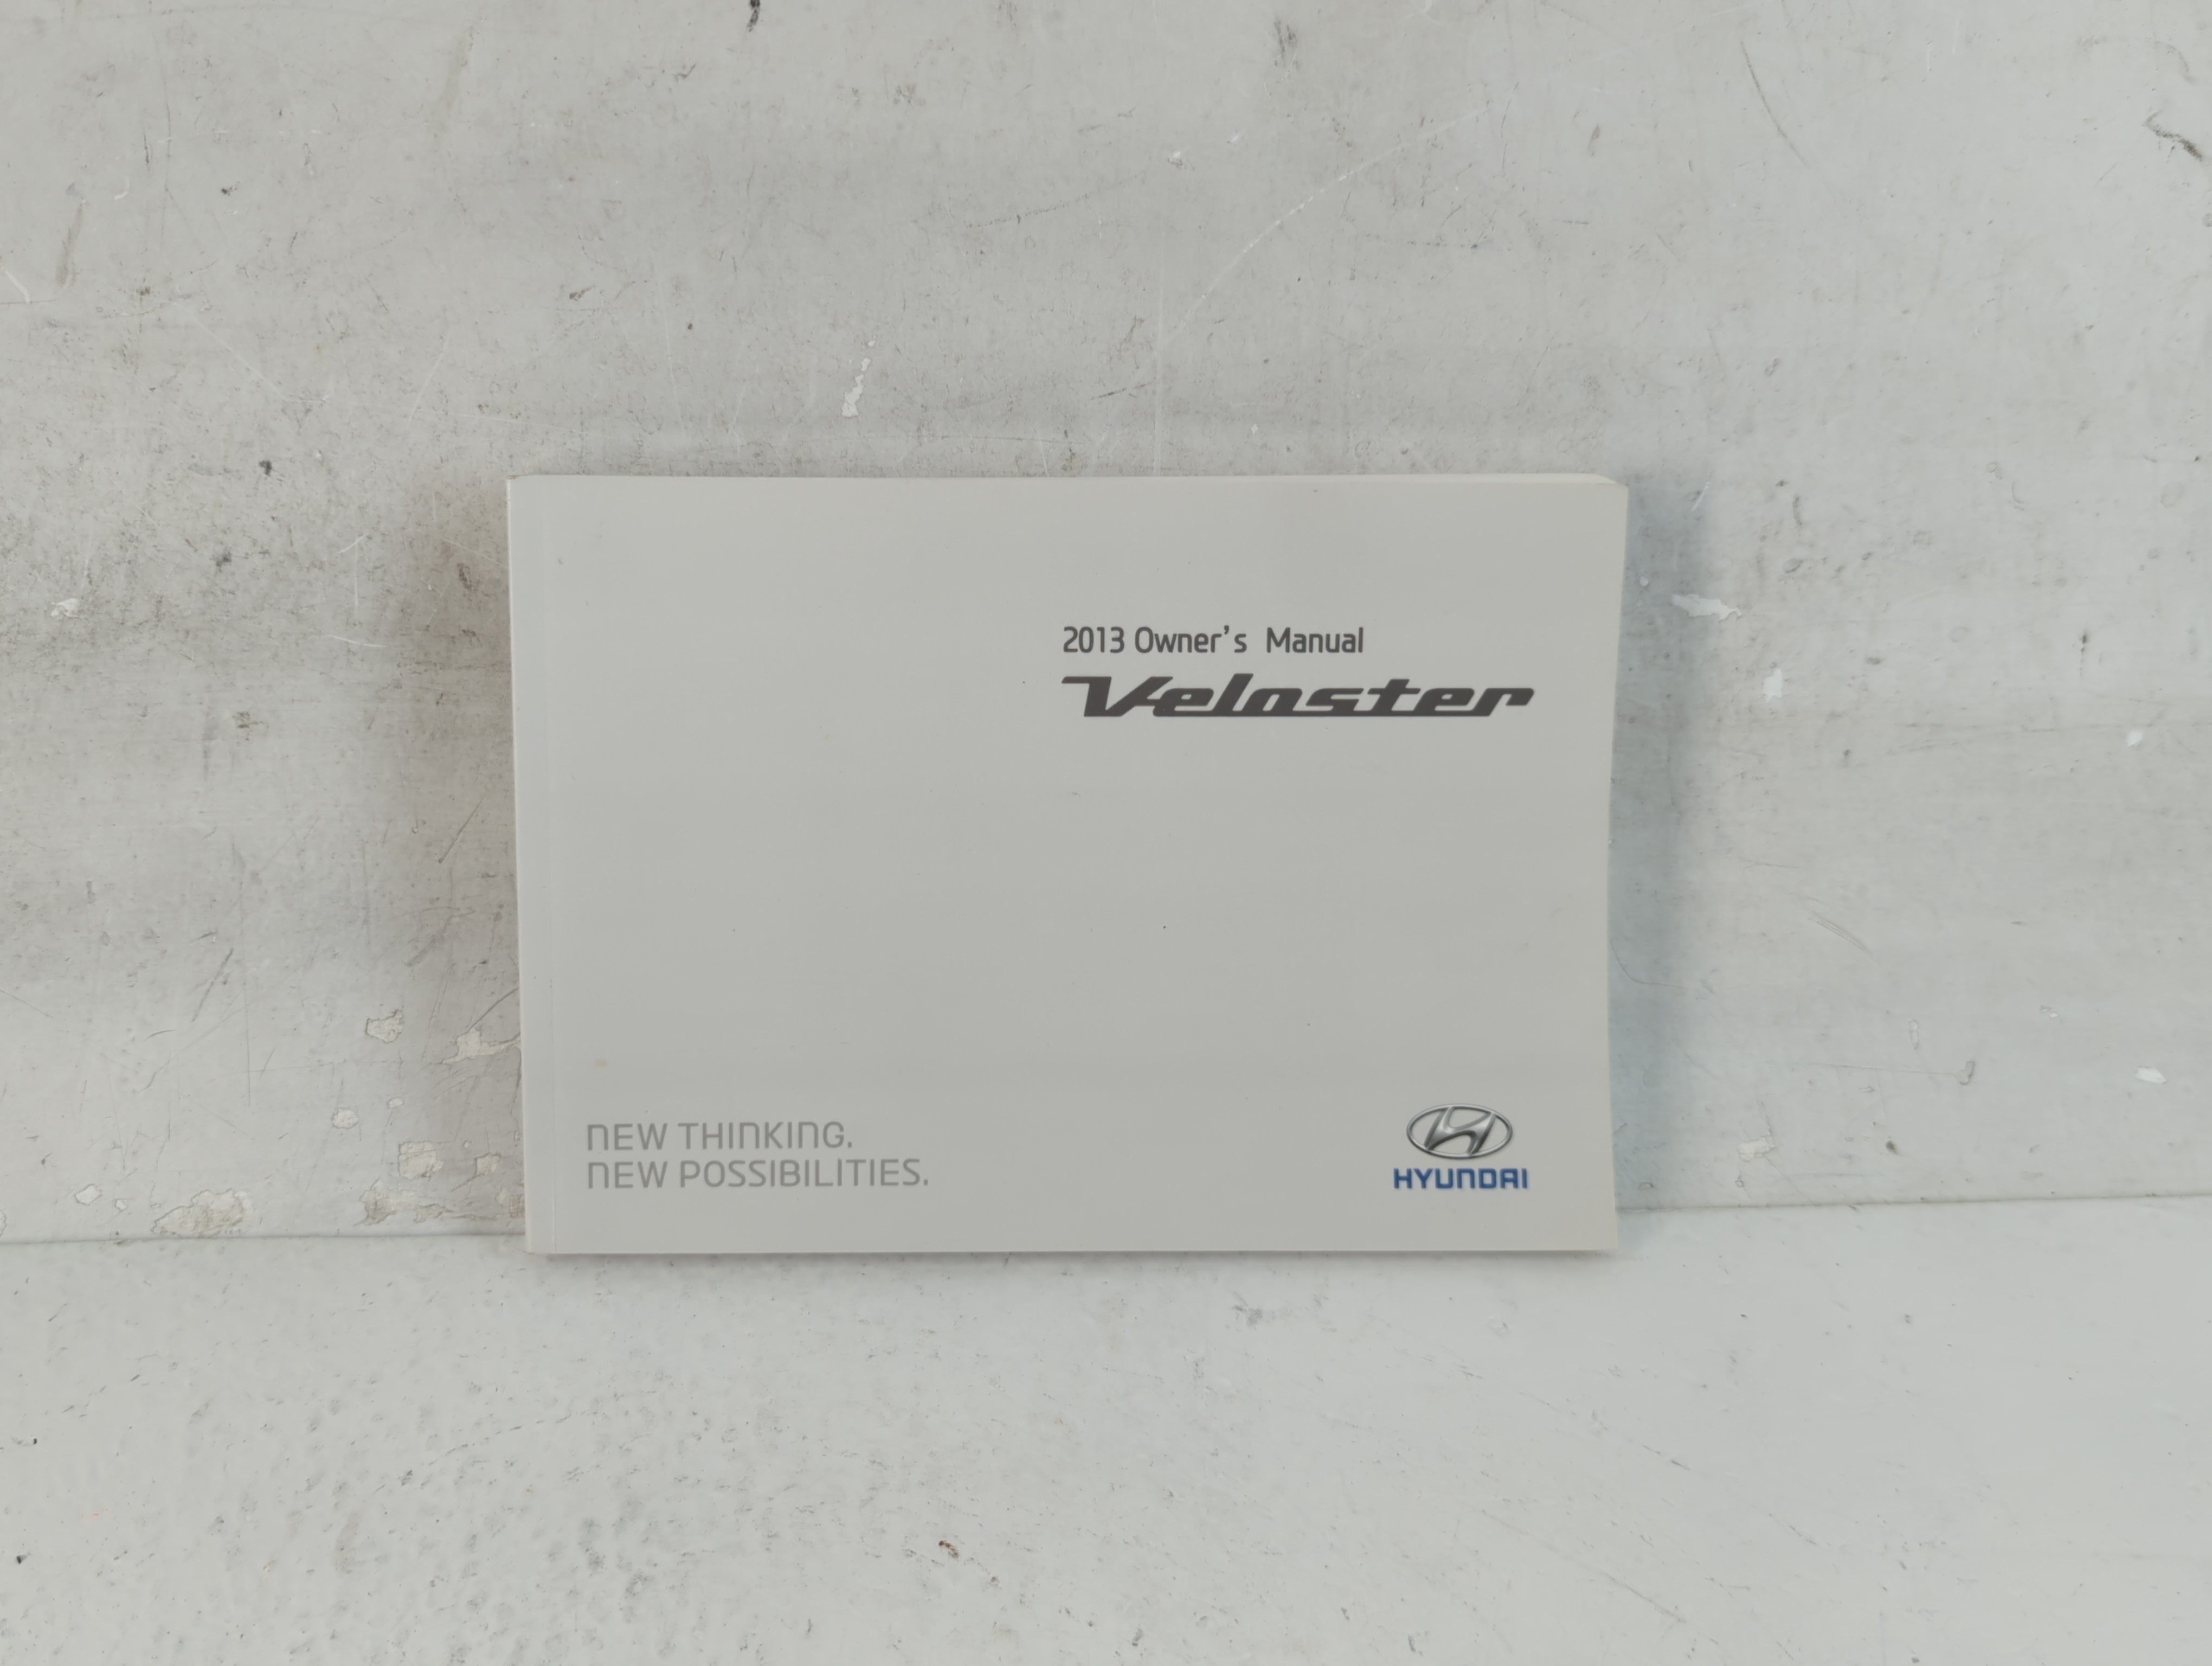 2013 Owner's Manual
Veloster
NEW THINKING.
NEW POSSIBILITIES.
HYUNDAI